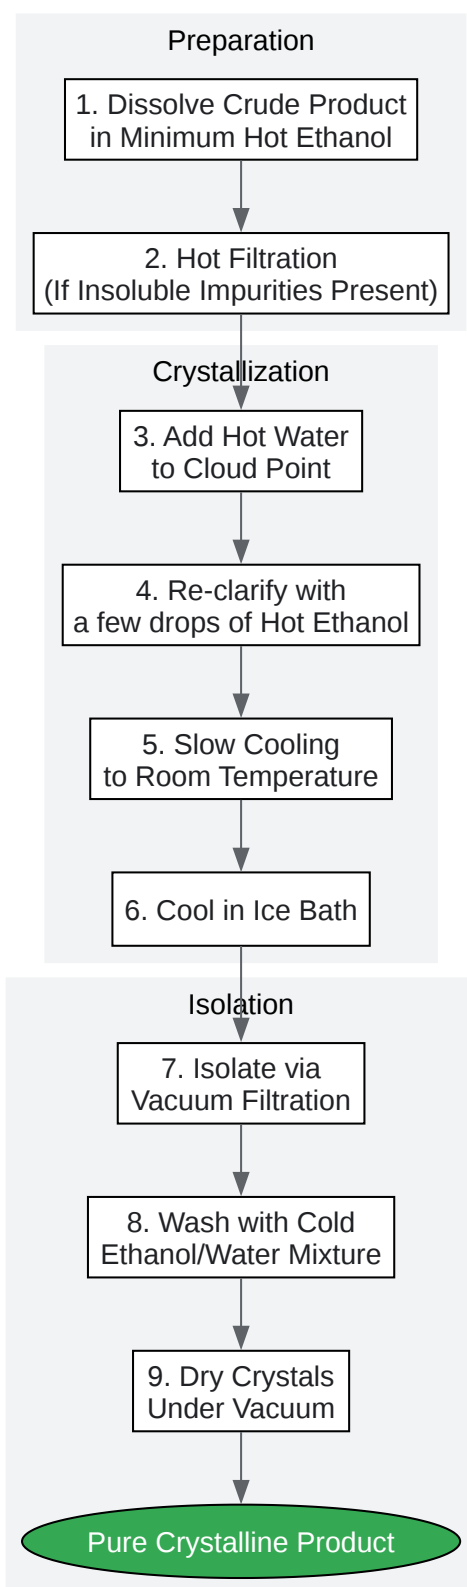 Preparation
1. Dissolve Crude Product
in Minimum Hot Ethanol
2. Hot Filtration
(If Insoluble Impurities Present)
Crystallization
3. Add Hot Water
to Cloud Point
4. Re-clarify with
a few drops of Hot Ethanol
5. Slow Cooling
to Room Temperature
6. Cool in Ice Bath
Isolation
7. Isolate via
Vacuum Filtration
8. Wash with Cold
Ethanol/Water Mixture
9. Dry Crystals
Under Vacuum
Pure Crystalline Product